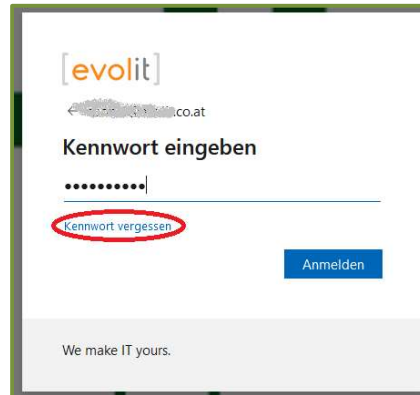 [evolit]
.co.at
Kennwort eingeben
Kennwort vergessen
Anmelden
We make IT yours.